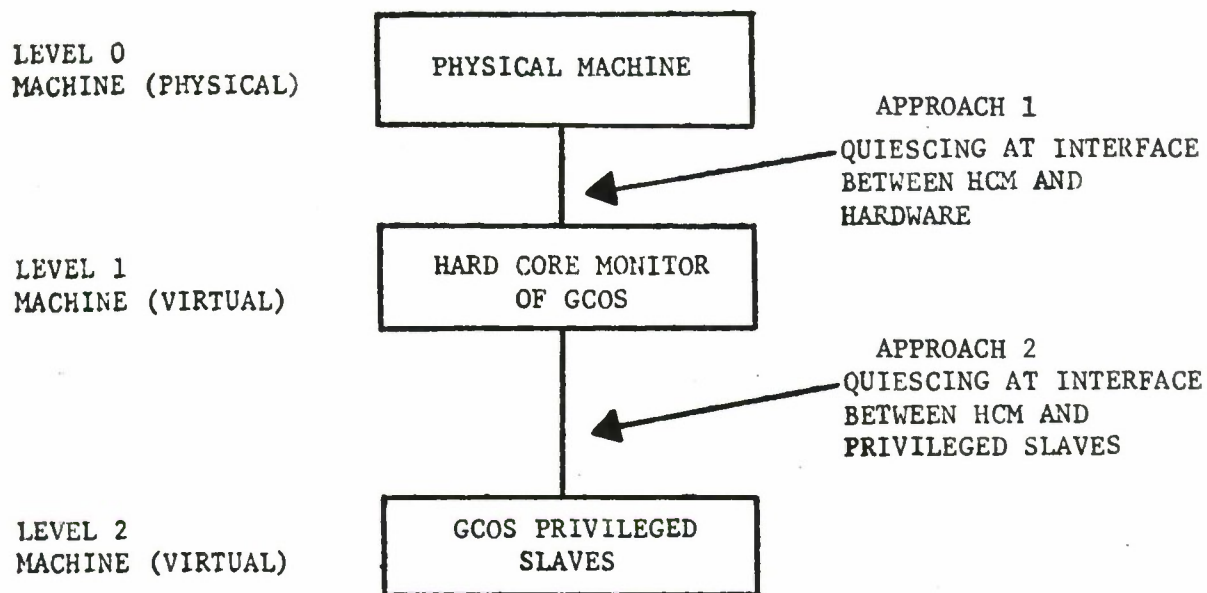 LEVEL 0
MACHINE (PHYSICAL)
PHYSICAL MACHINE
APPROACH 1
QUIESCING AT INTERFACE
BETWEEN HCM AND
HARDWARE
LEVEL 1
MACHINE (VIRTUAL)
HARD CORE MONITOR
OF GCOS
APPROACH 2
QUIESCING AT INTERFACE
BETWEEN HCM AND
PRIVILEGED SLAVES
LEVEL 2
MACHINE (VIRTUAL)
GCOS PRIVILEGED
SLAVES